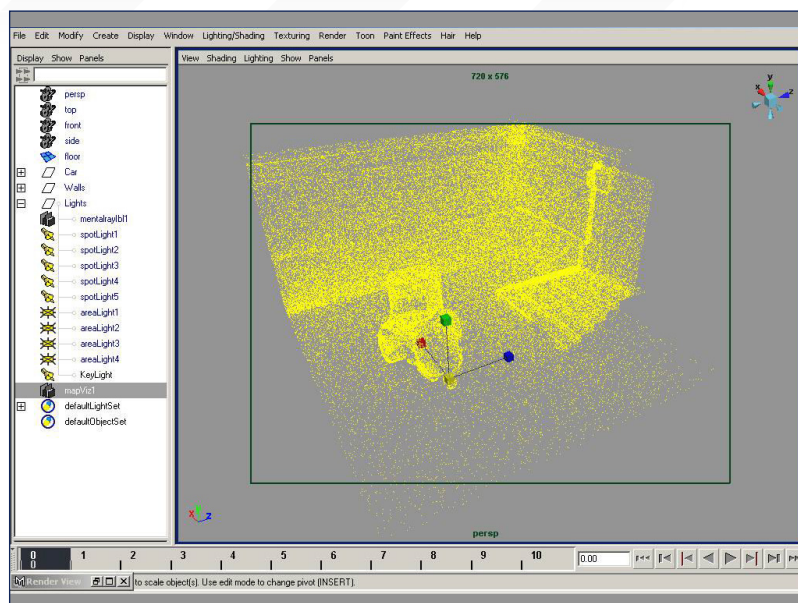 File Edit Modify Create Display Window Lighting/Shading Texturing Render Toon Paint Effects Hair Help
Display Show Panels
View Shading Lighting Show Panels
persp
top
front
side
floor
Car
Walls
Lights
mentalrayIbl1
spotLight1
spotLight2
spotLight3
spotLight4
spotLight5
areaLight1
areaLight2
areaLight3
areaLight4
KeyLight
mapViz1
defaultLightSet
defaultObjectSet
720 x 576
y
x
z
x
z
persp
0 1 2 3 4 5 6 7 8 9 10
0
0.00
Render View
to scale object(s). Use edit mode to change pivot (INSERT).